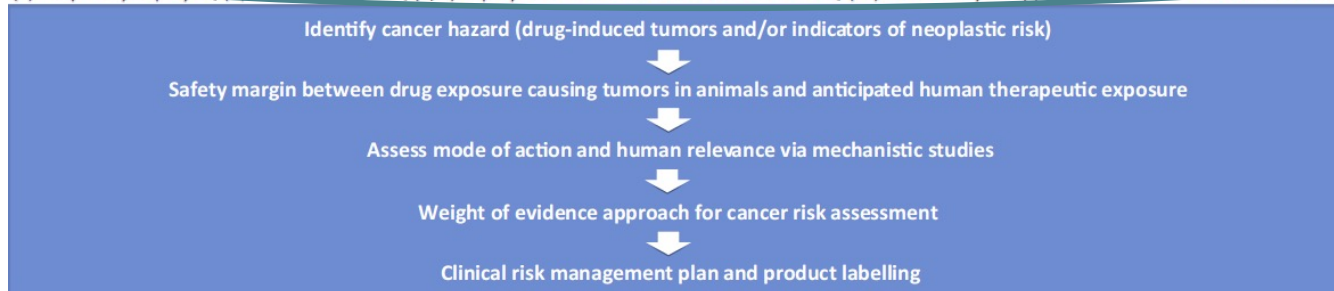 Identify cancer hazard (drug-induced tumors and/or indicators of neoplastic risk)
Safety margin between drug exposure causing tumors in animals and anticipated human therapeutic exposure
Assess mode of action and human relevance via mechanistic studies
Weight of evidence approach for cancer risk assessment
Clinical risk management plan and product labelling